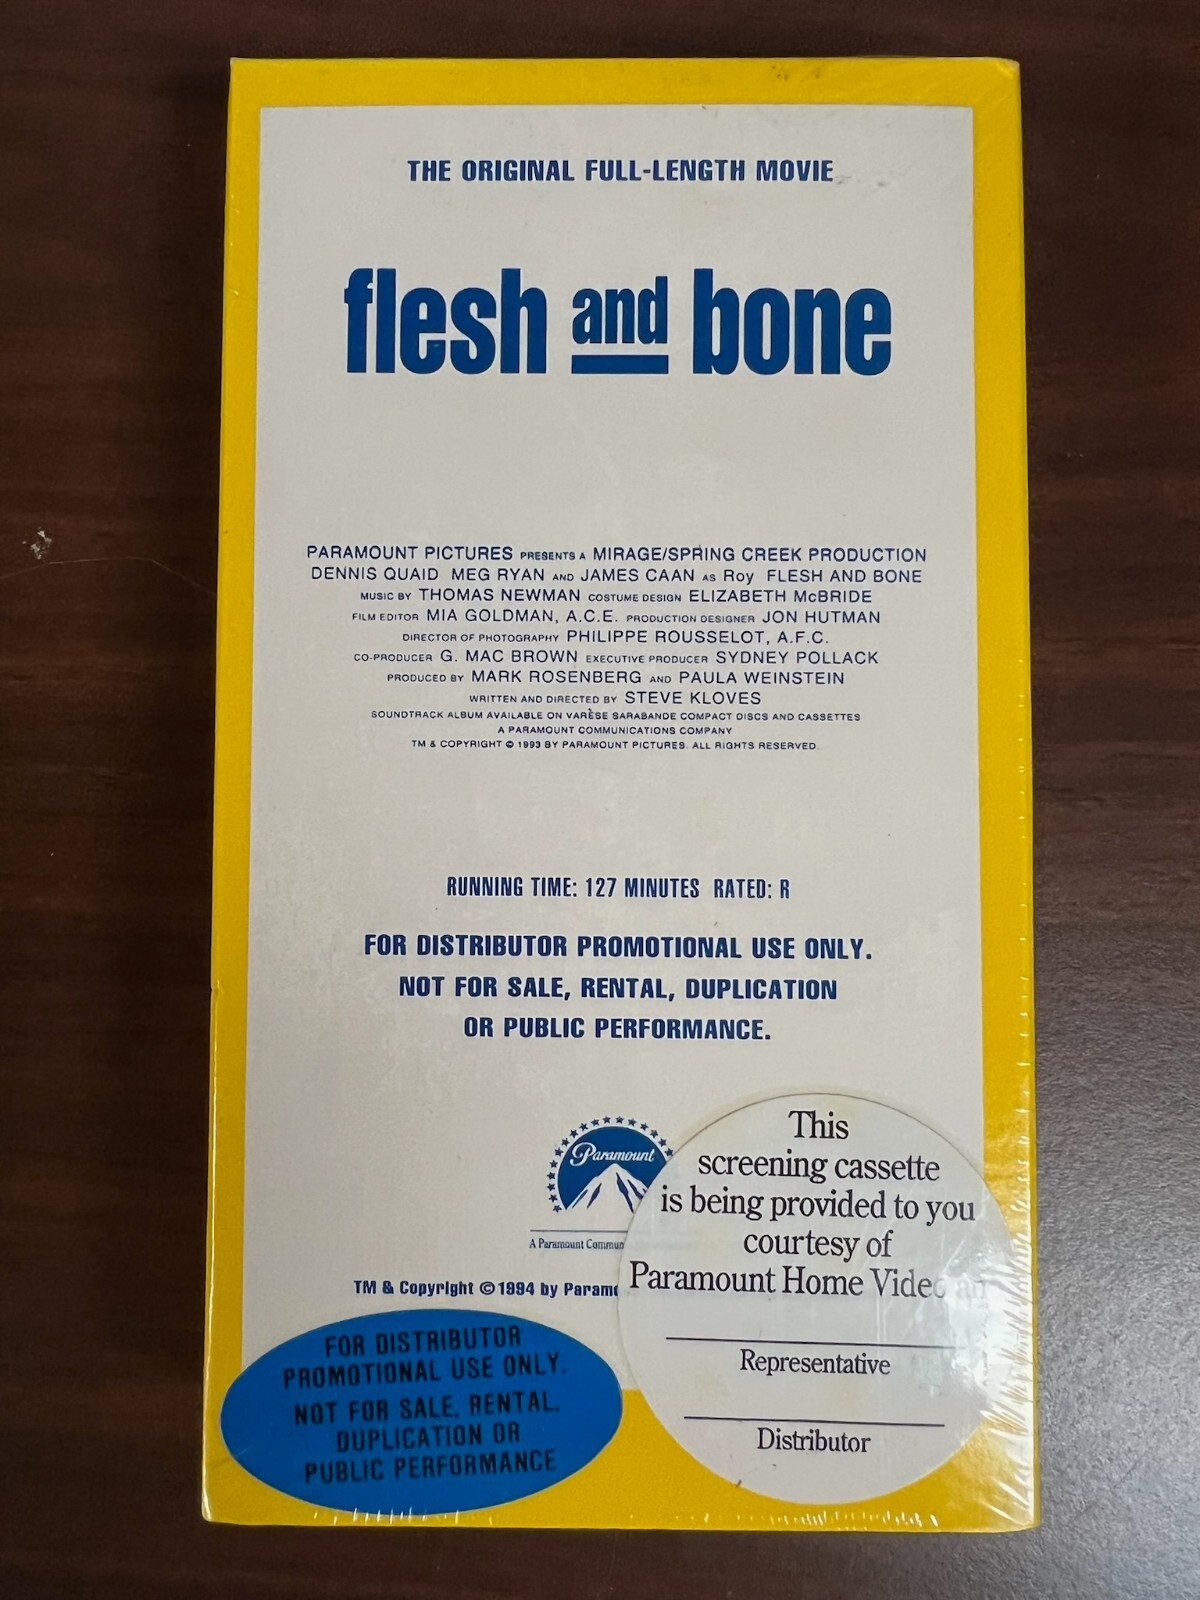 THE ORIGINAL FULL-LENGTH MOVIE
flesh and bone
PARAMOUNT PICTURES PRESENTS A MIRAGE/SPRING CREEK PRODUCTION
DENNIS QUAID MEG RYAN AND JAMES CAAN AS Roy FLESH AND BONE
MUSIC BY THOMAS NEWMAN COSTUME DESIGN ELIZABETH McBRIDE
FILM EDITOR MIA GOLDMAN, A.C.E. PRODUCTION DESIGNER JON HUTMAN
DIRECTOR OF PHOTOGRAPHY PHILIPPE ROUSSELOT, A.F.C.
CO-PRODUCER G. MAC BROWN EXECUTIVE PRODUCER SYDNEY POLLACK
PRODUCED BY MARK ROSENBERG AND PAULA WEINSTEIN
WRITTEN AND DIRECTED BY STEVE KLOVES
SOUNDTRACK ALBUM AVAILABLE ON VARÈSE SARABANDE COMPACT DISCS AND CASSETTES
A PARAMOUNT COMMUNICATIONS COMPANY
TM & COPYRIGHT © 1993 BY PARAMOUNT PICTURES. ALL RIGHTS RESERVED.
RUNNING TIME: 127 MINUTES RATED: R
FOR DISTRIBUTOR PROMOTIONAL USE ONLY.
NOT FOR SALE, RENTAL, DUPLICATION
OR PUBLIC PERFORMANCE.
Paramount
A Paramount Commun
TM & Copyright © 1994 by Paramo
This
screening cassette
is being provided to you
courtesy of
Paramount Home Video an
Representative
Distributor
FOR DISTRIBUTOR
PROMOTIONAL USE ONLY.
NOT FOR SALE, RENTAL,
DUPLICATION OR
PUBLIC PERFORMANCE